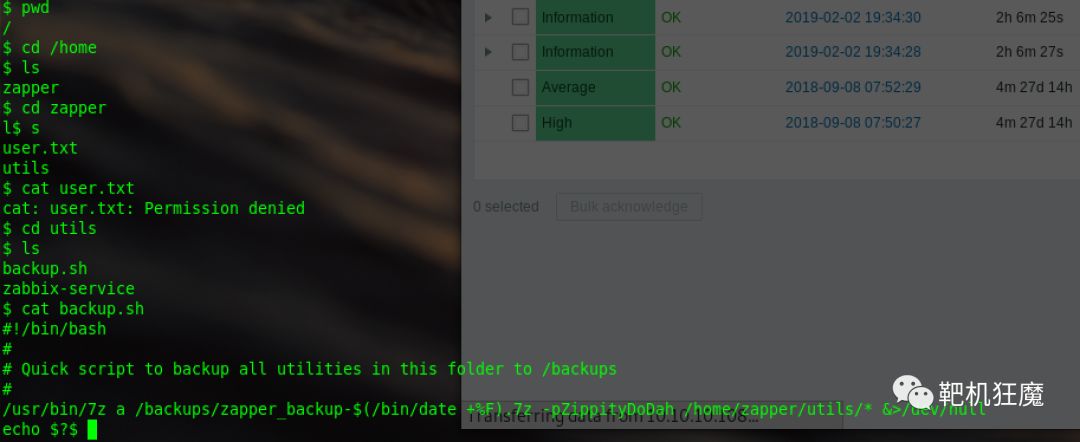 $ pwd
/
$ cd /home
$ ls
zapper
$ cd zapper
l$ s
user.txt
utils
$ cat user.txt
cat: user.txt: Permission denied
$ cd utils
$ ls
backup.sh
zabbix-service
$ cat backup.sh
#!/bin/bash
#
# Quick script to backup all utilities in this folder to /backups
#
/usr/bin/7z a /backups/zapper_backup-$(/bin/date +%F).7z -pZippityDoDah /home/zapper/utils/* &>/dev/null
echo $?$
Information OK 2019-02-02 19:34:30 2h 6m 25s
Information OK 2019-02-02 19:34:28 2h 6m 27s
Average OK 2018-09-08 07:52:29 4m 27d 14h
High OK 2018-09-08 07:50:27 4m 27d 14h
0 selected Bulk acknowledge
Transferring data from 10.10.10.108...
靶机狂魔